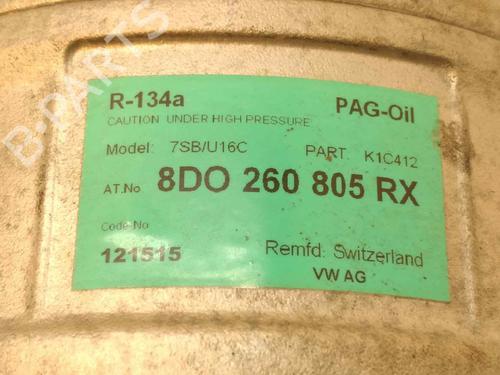 B-PARTS
R-134a PAG-Oil
CAUTION UNDER HIGH PRESSURE
Model: 7SB/U16C PART. K1C412
AT.No 8DO 260 805 RX
Code No
121515 Remfd: Switzerland
VW AG